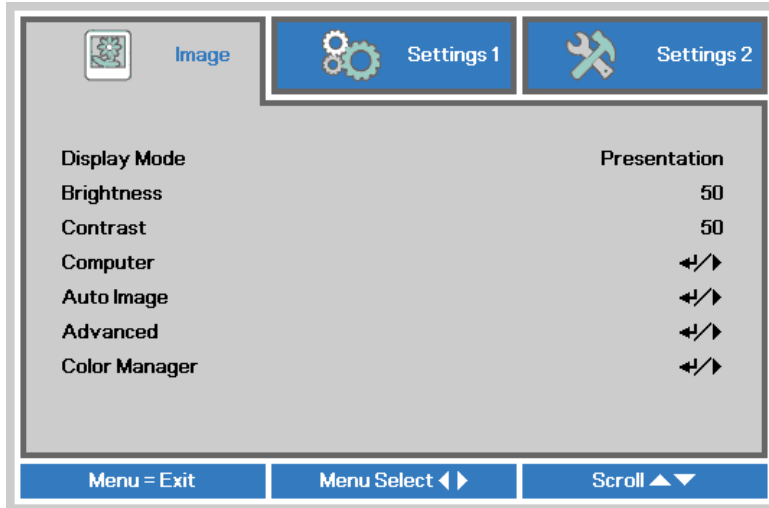 Image
Settings 1
Settings 2
Display Mode Presentation
Brightness 50
Contrast 50
Computer ↵/▶
Auto Image ↵/▶
Advanced ↵/▶
Color Manager ↵/▶
Menu = Exit
Menu Select ◀ ▶
Scroll ▲▼